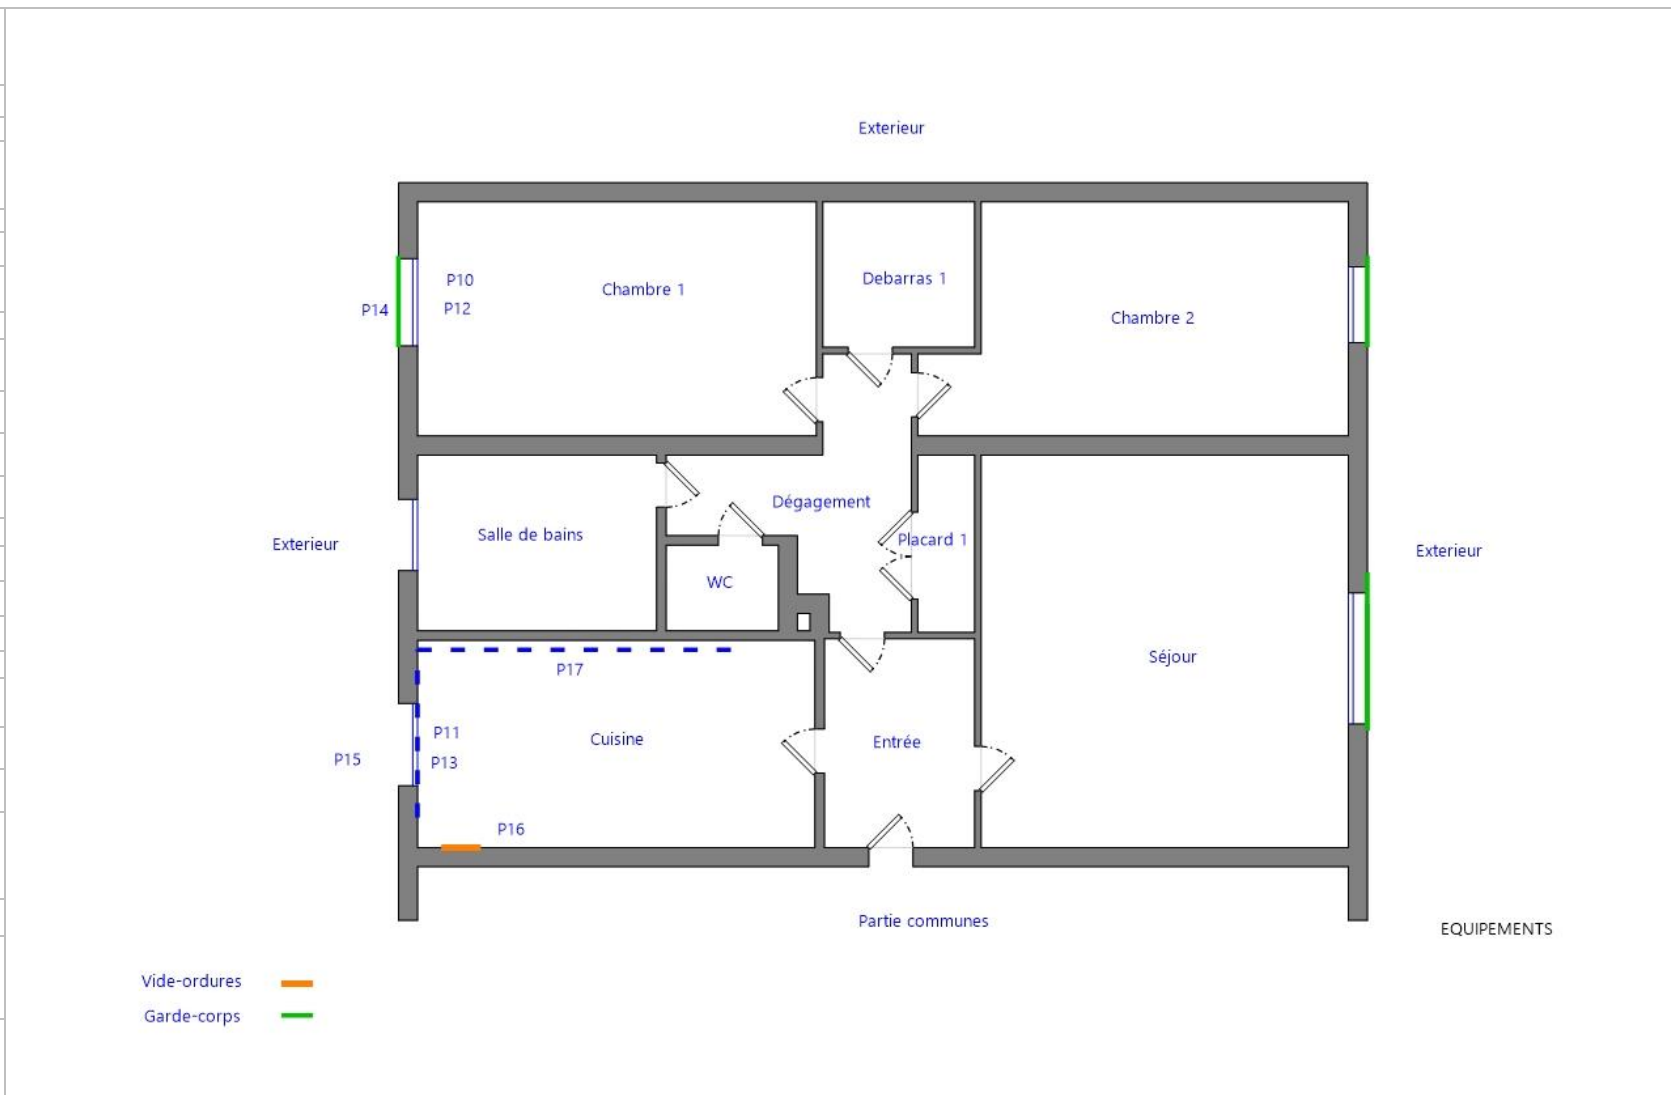 Exterieur
P10
Chambre 1
Debarras 1
P14
P12
Chambre 2
Dégagement
Salle de bains
Placard 1
Exterieur
Exterieur
WC
P17
Séjour
P11
Cuisine
Entrée
P15
P13
P16
Partie communes
EQUIPEMENTS
Vide-ordures
Garde-corps